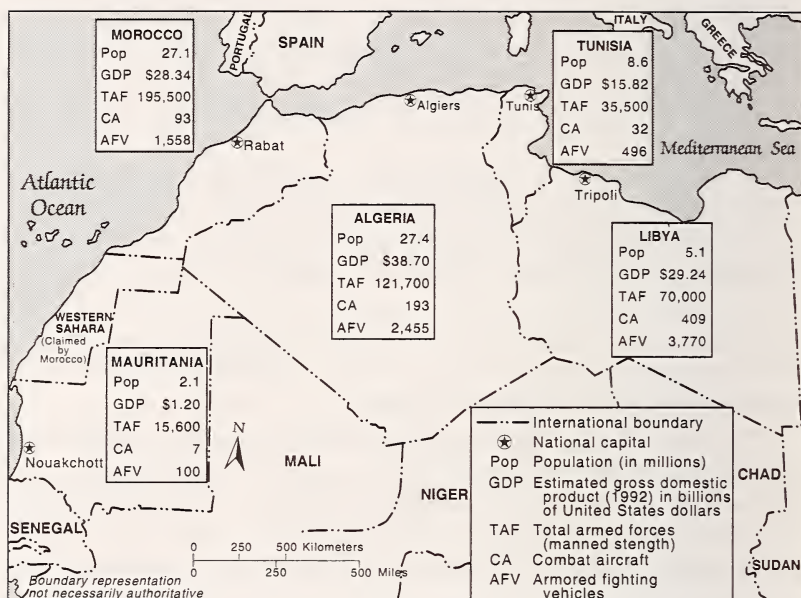 MOROCCO
Pop 27.1
GDP $28.34
TAF 195,500
CA 93
AFV 1,558
PORTUGAL
SPAIN
ITALY
GREECE
TUNISIA
Pop 8.6
GDP $15.82
TAF 35,500
CA 32
AFV 496
Algiers
Tunis
Rabat
Mediterranean Sea
Tripoli
Atlantic
Ocean
ALGERIA
Pop 27.4
GDP $38.70
TAF 121,700
CA 193
AFV 2,455
LIBYA
Pop 5.1
GDP $29.24
TAF 70,000
CA 409
AFV 3,770
WESTERN
SAHARA
(Claimed
by
Morocco)
MAURITANIA
Pop 2.1
GDP $1.20
TAF 15,600
CA 7
AFV 100
Nouakchott
N
MALI
NIGER
CHAD
SUDAN
SENEGAL
International boundary
National capital
Pop Population (in millions)
GDP Estimated gross domestic
product (1992) in billions
of United States dollars
TAF Total armed forces
(manned stength)
CA Combat aircraft
AFV Armored fighting
vehicles
0 250 500 Kilometers
0 250 500 Miles
Boundary representation
not necessarily authoritative